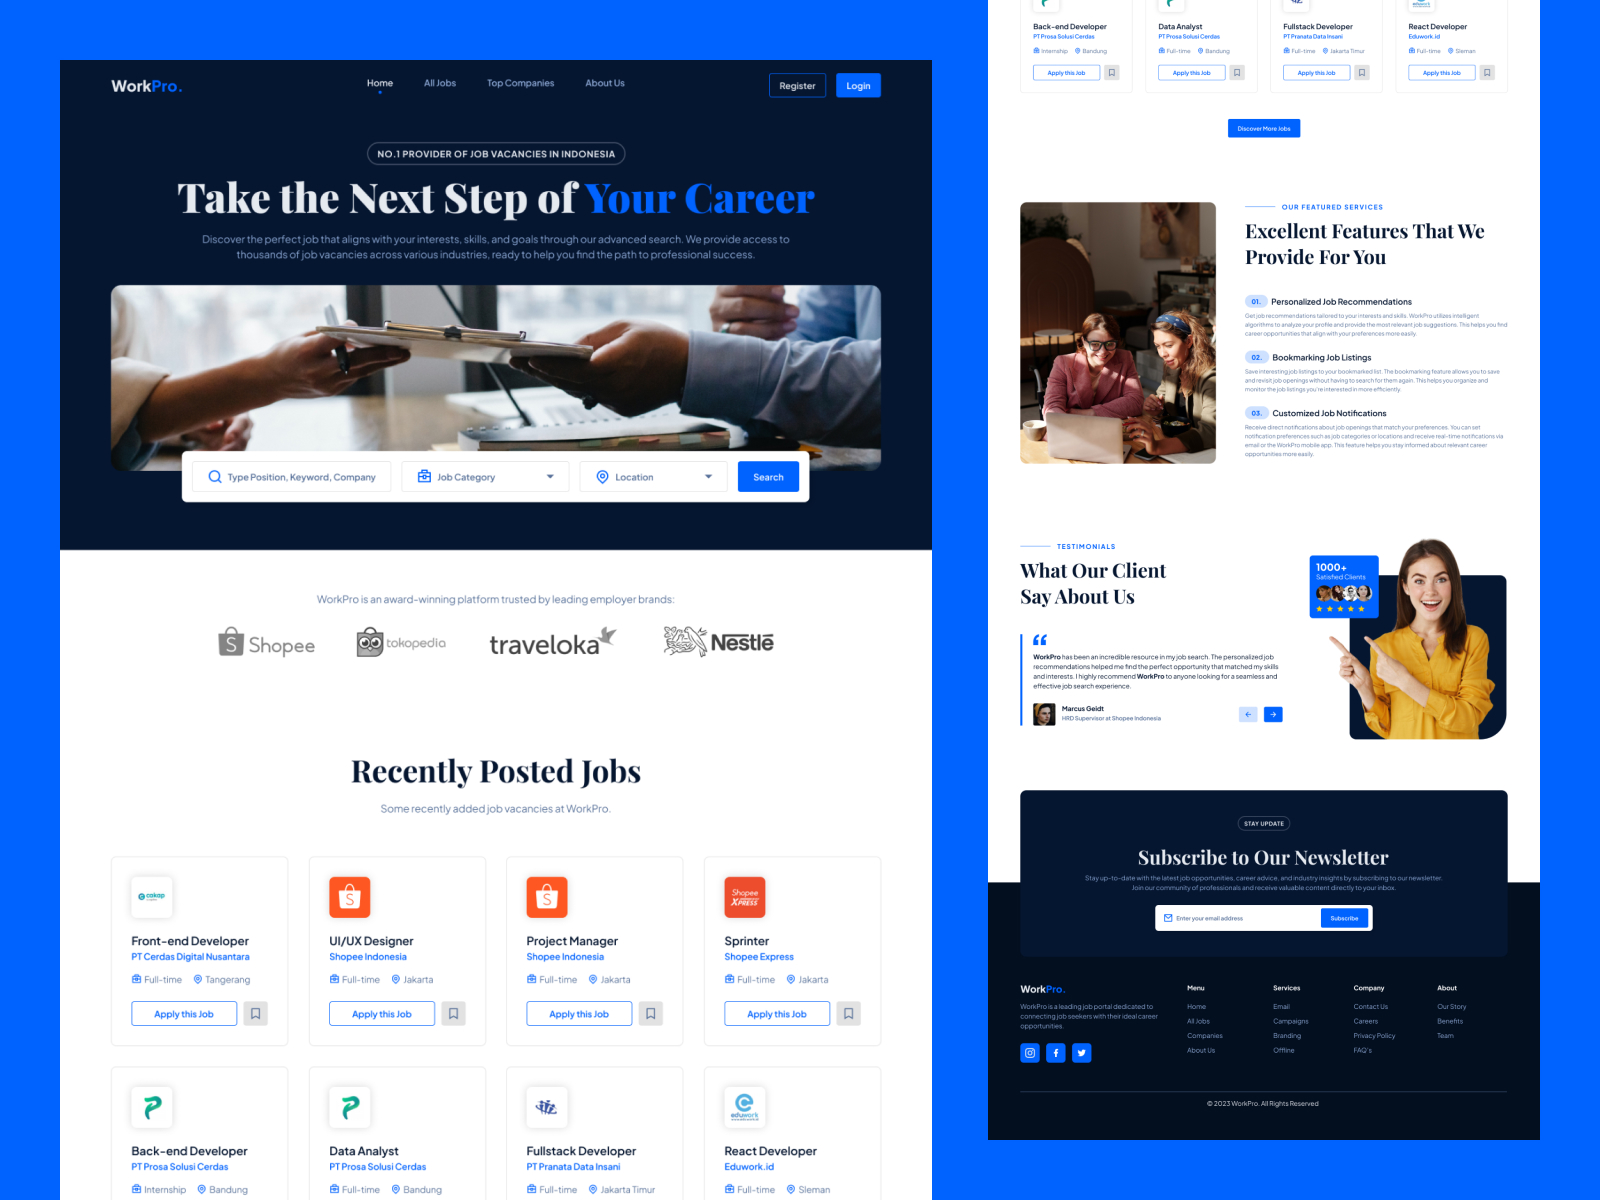 WorkPro.
Home
All Jobs
Top Companies
About Us
Register
Login
NO.1 PROVIDER OF JOB VACANCIES IN INDONESIA
Take the Next Step of Your Career
Discover the perfect job that aligns with your interests, skills, and goals through our advanced search. We provide access to
thousands of job vacancies across various industries, ready to help you find the path to professional success.
Type Position, Keyword, Company
Job Category
Location
Search
WorkPro is an award-winning platform trusted by leading employer brands:
Shopee
tokopedia
traveloka
Nestlé
Recently Posted Jobs
Some recently added job vacancies at WorkPro.
cakap
Front-end Developer
PT Cerdas Digital Nusantara
Full-time
Tangerang
Apply this Job
UI/UX Designer
Shopee Indonesia
Full-time
Jakarta
Apply this Job
Project Manager
Shopee Indonesia
Full-time
Jakarta
Apply this Job
Shopee
XPRESS
Sprinter
Shopee Express
Full-time
Jakarta
Apply this Job
Back-end Developer
PT Prosa Solusi Cerdas
Internship
Bandung
Data Analyst
PT Prosa Solusi Cerdas
Full-time
Bandung
Fullstack Developer
PT Pranata Data Insani
Full-time
Jakarta Timur
eduwork
React Developer
Eduwork.id
Full-time
Sleman
Back-end Developer
PT Prosa Solusi Cerdas
Internship
Bandung
Apply this Job
Data Analyst
PT Prosa Solusi Cerdas
Full-time
Bandung
Apply this Job
Fullstack Developer
PT Pranata Data Insani
Full-time
Jakarta Timur
Apply this Job
React Developer
Eduwork.id
Full-time
Sleman
Apply this Job
Discover More Jobs
OUR FEATURED SERVICES
Excellent Features That We
Provide For You
01. Personalized Job Recommendations
Get job recommendations tailored to your interests and skills. WorkPro utilizes intelligent
algorithms to analyze your profile and provide the most relevant job suggestions. This helps you find
career opportunities that align with your preferences more easily.
02. Bookmarking Job Listings
Save interesting job listings to your bookmarked list. The bookmarking feature allows you to save
and revisit job openings without having to search for them again. This helps you organize and
monitor the job listings you're interested in more efficiently.
03. Customized Job Notifications
Receive direct notifications about job openings that match your preferences. You can set
notification preferences such as job categories or locations and receive real-time notifications via
email or the WorkPro mobile app. This feature helps you stay informed about relevant career
opportunities more easily.
TESTIMONIALS
What Our Client
Say About Us
WorkPro has been an incredible resource in my job search. The personalized job
recommendations helped me find the perfect opportunity that matched my skills
and interests. I highly recommend WorkPro to anyone looking for a seamless and
effective job search experience.
Marcus Geidt
HRD Supervisor at Shopee Indonesia
1000+
Satisfied Clients
STAY UPDATE
Subscribe to Our Newsletter
Stay up-to-date with the latest job opportunities, career advice, and industry insights by subscribing to our newsletter.
Join our community of professionals and receive valuable content directly to your inbox.
Enter your email address
Subscribe
WorkPro.
WorkPro is a leading job portal dedicated to
connecting job seekers with their ideal career
opportunities.
Menu
Home
All Jobs
Companies
About Us
Services
Email
Campaigns
Branding
Offline
Company
Contact Us
Careers
Privacy Policy
FAQ's
About
Our Story
Benefits
Team
© 2023 WorkPro. All Rights Reserved